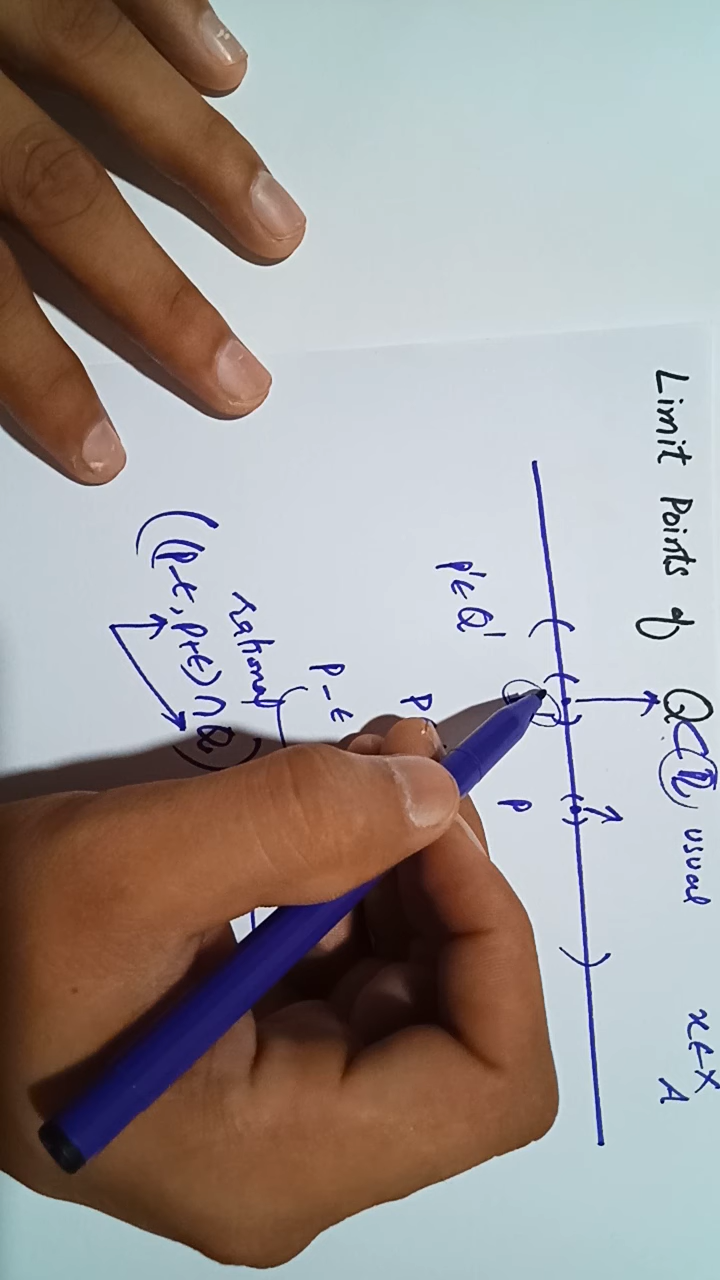 Limit Points of Q⊂ℝ usual x∈X
A
p
p'∈Q'
p
p-ε
rational
((p-ε, p+ε) ∩ Q)